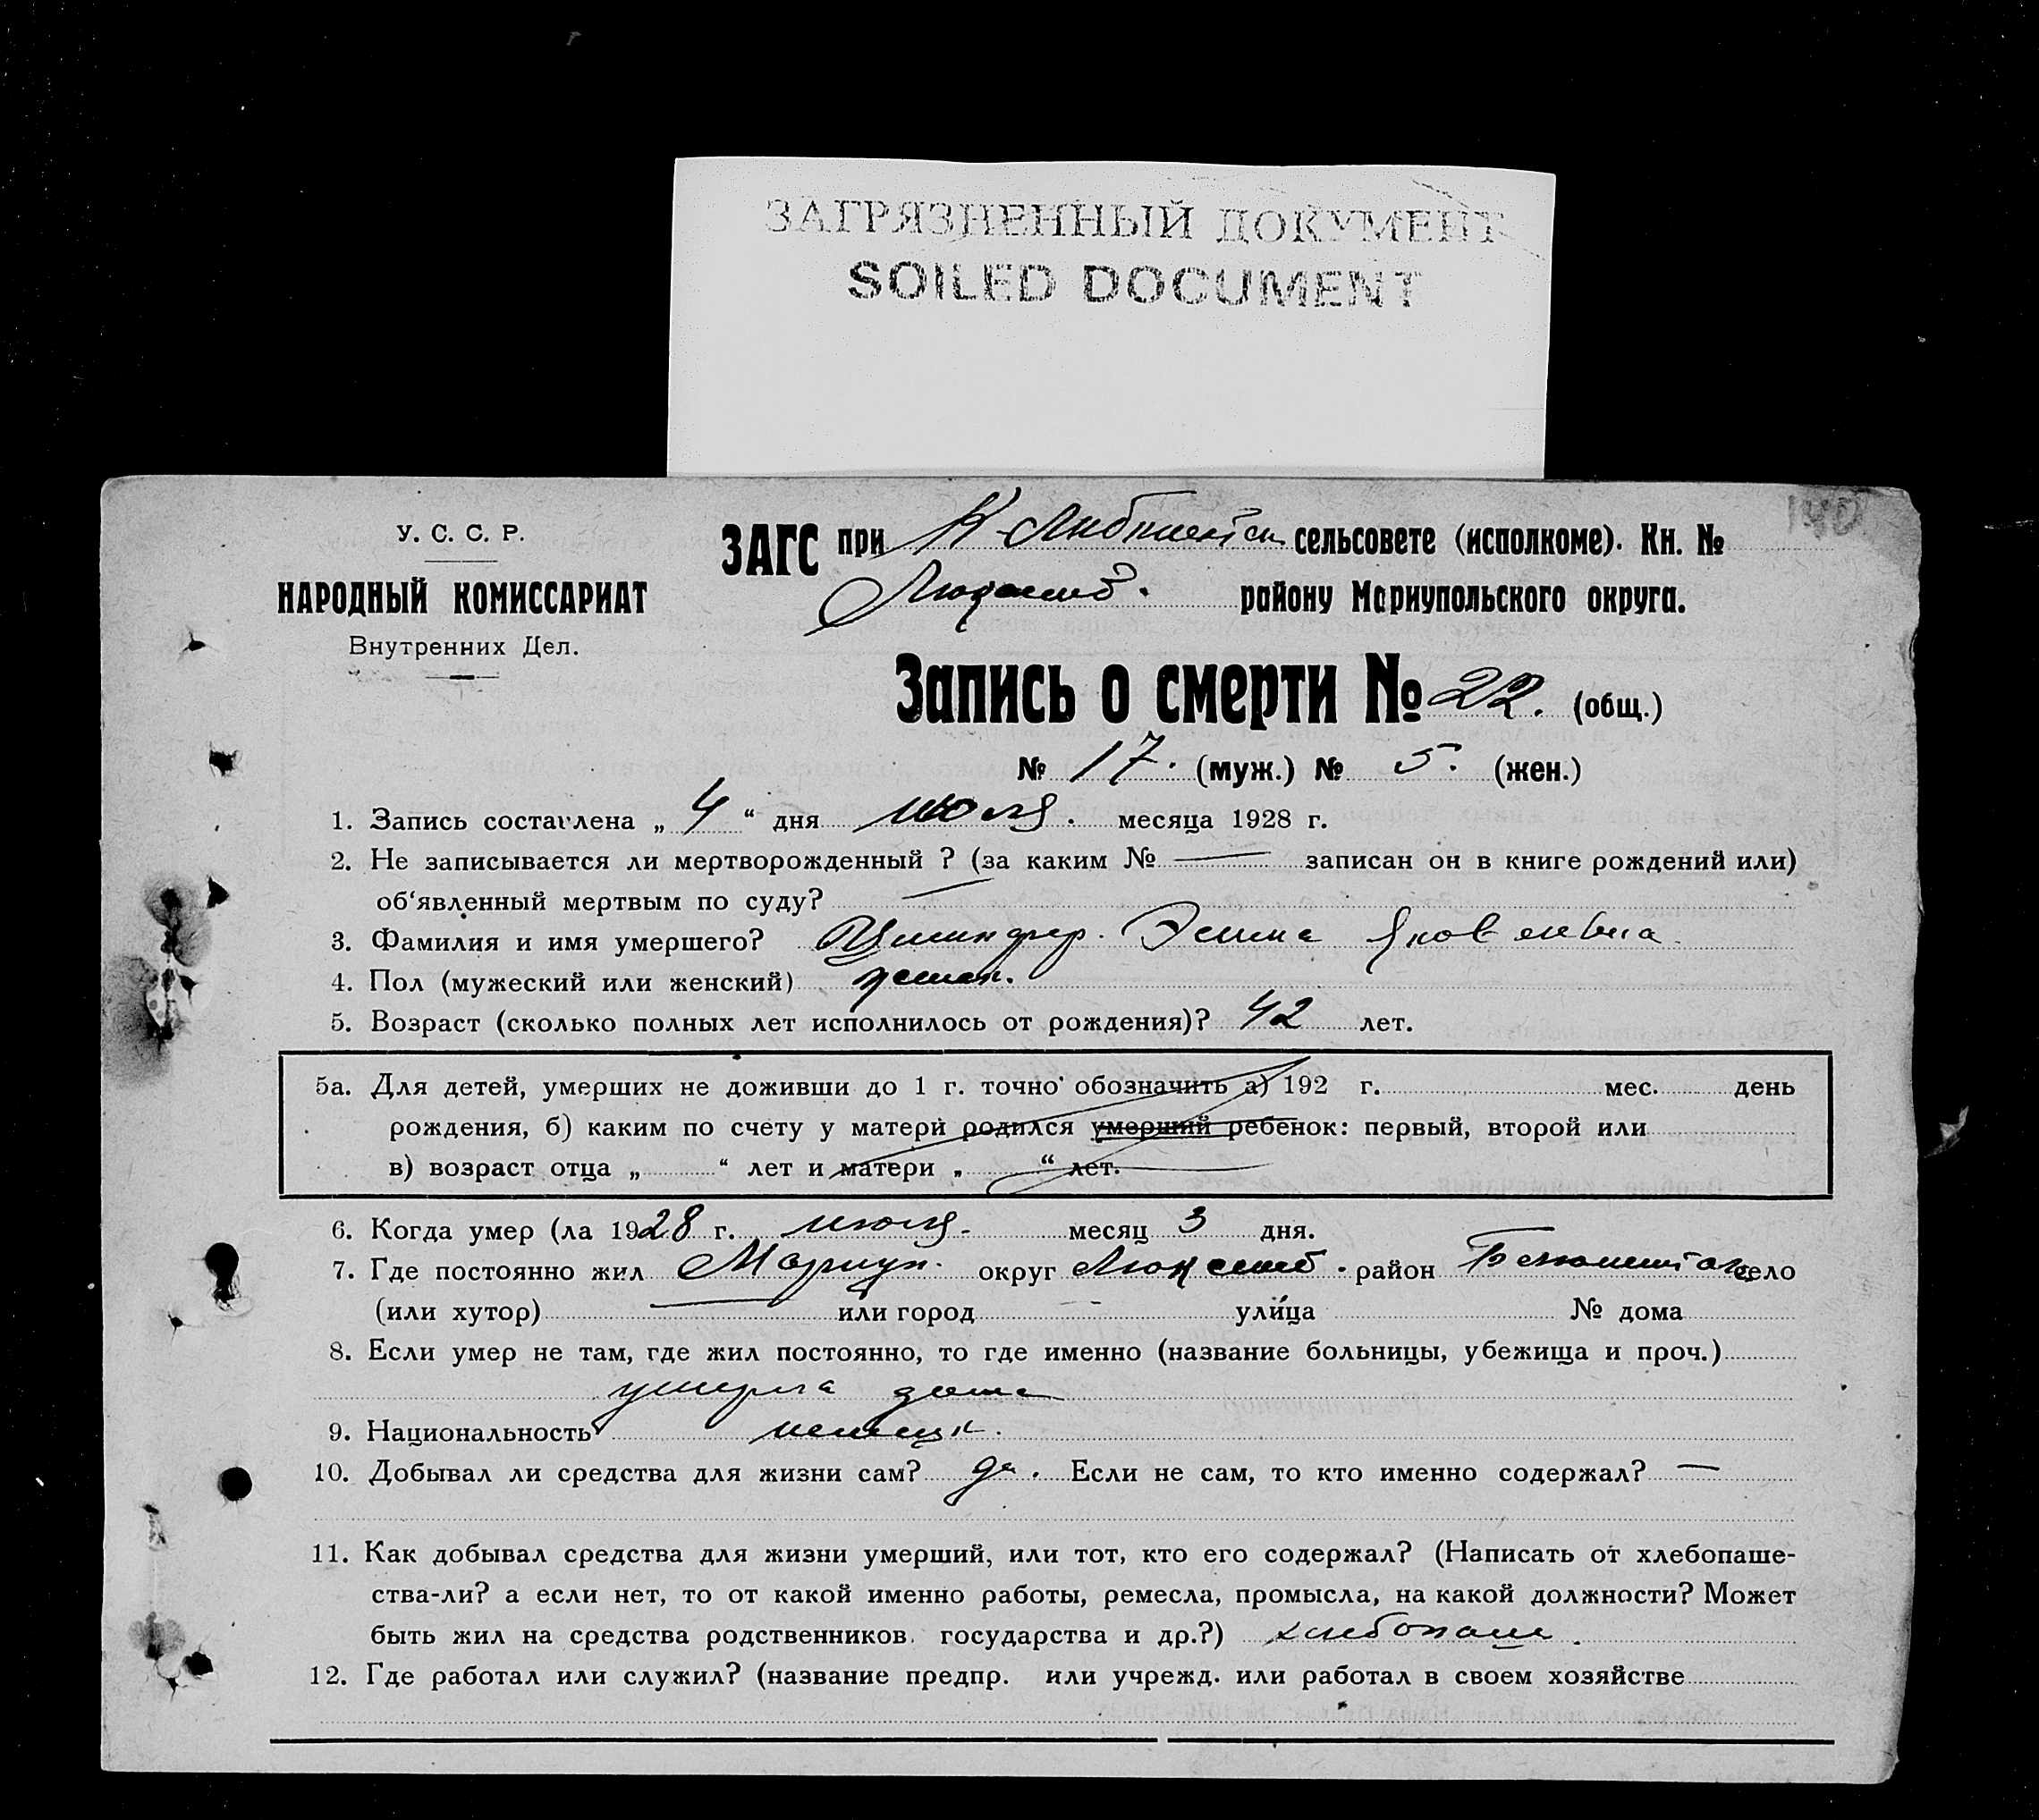 ЗАГРЯЗНЕННЫЙ ДОКУМЕНТ
SOILED DOCUMENT
140
У. С. С. Р.
НАРОДНЫЙ КОМИССАРИАТ
Внутренних Дел.
ЗАГС при сельсовете (исполкоме). Кн. №
Люксемб. району Мариупольского округа.
Запись о смерти № 22. (общ.)
№ 17. (муж.) № 5. (жен.)
1. Запись составлена „ 4 “ дня июля. месяца 1928 г.
2. Не записывается ли мертворожденный ? (за каким № — записан он в книге рождений или)
об‘явленный мертвым по суду? —
3. Фамилия и имя умершего? Яковлевна
4. Пол (мужеский или женский) женск.
5. Возраст (сколько полных лет исполнилось от рождения)? 42 лет.
5а. Для детей, умерших не доживши до 1 г. точно обозначить а) 192 г. мес. день
рождения, б) каким по счету у матери родился умерший ребенок: первый, второй или
в) возраст отца „ “ лет и матери „ “ лет.
6. Когда умер (ла 1928 г. июля. месяц 3 дня.
7. Где постоянно жил Мариуп. округ Люксемб. район село
(или хутор) — или город — улица № дома
8. Если умер не там, где жил постоянно, то где именно (название больницы, убежища и проч.)
умерла дома
9. Национальность немецк.
10. Добывал ли средства для жизни сам? да. Если не сам, то кто именно содержал? —
11. Как добывал средства для жизни умерший, или тот, кто его содержал? (Написать от хлебопаше-
ства-ли? а если нет, то от какой именно работы, ремесла, промысла, на какой должности? Может
быть жил на средства родственников, государства и др.?) хлебопаш.
12. Где работал или служил? (название предпр. или учрежд. или работал в своем хозяйстве